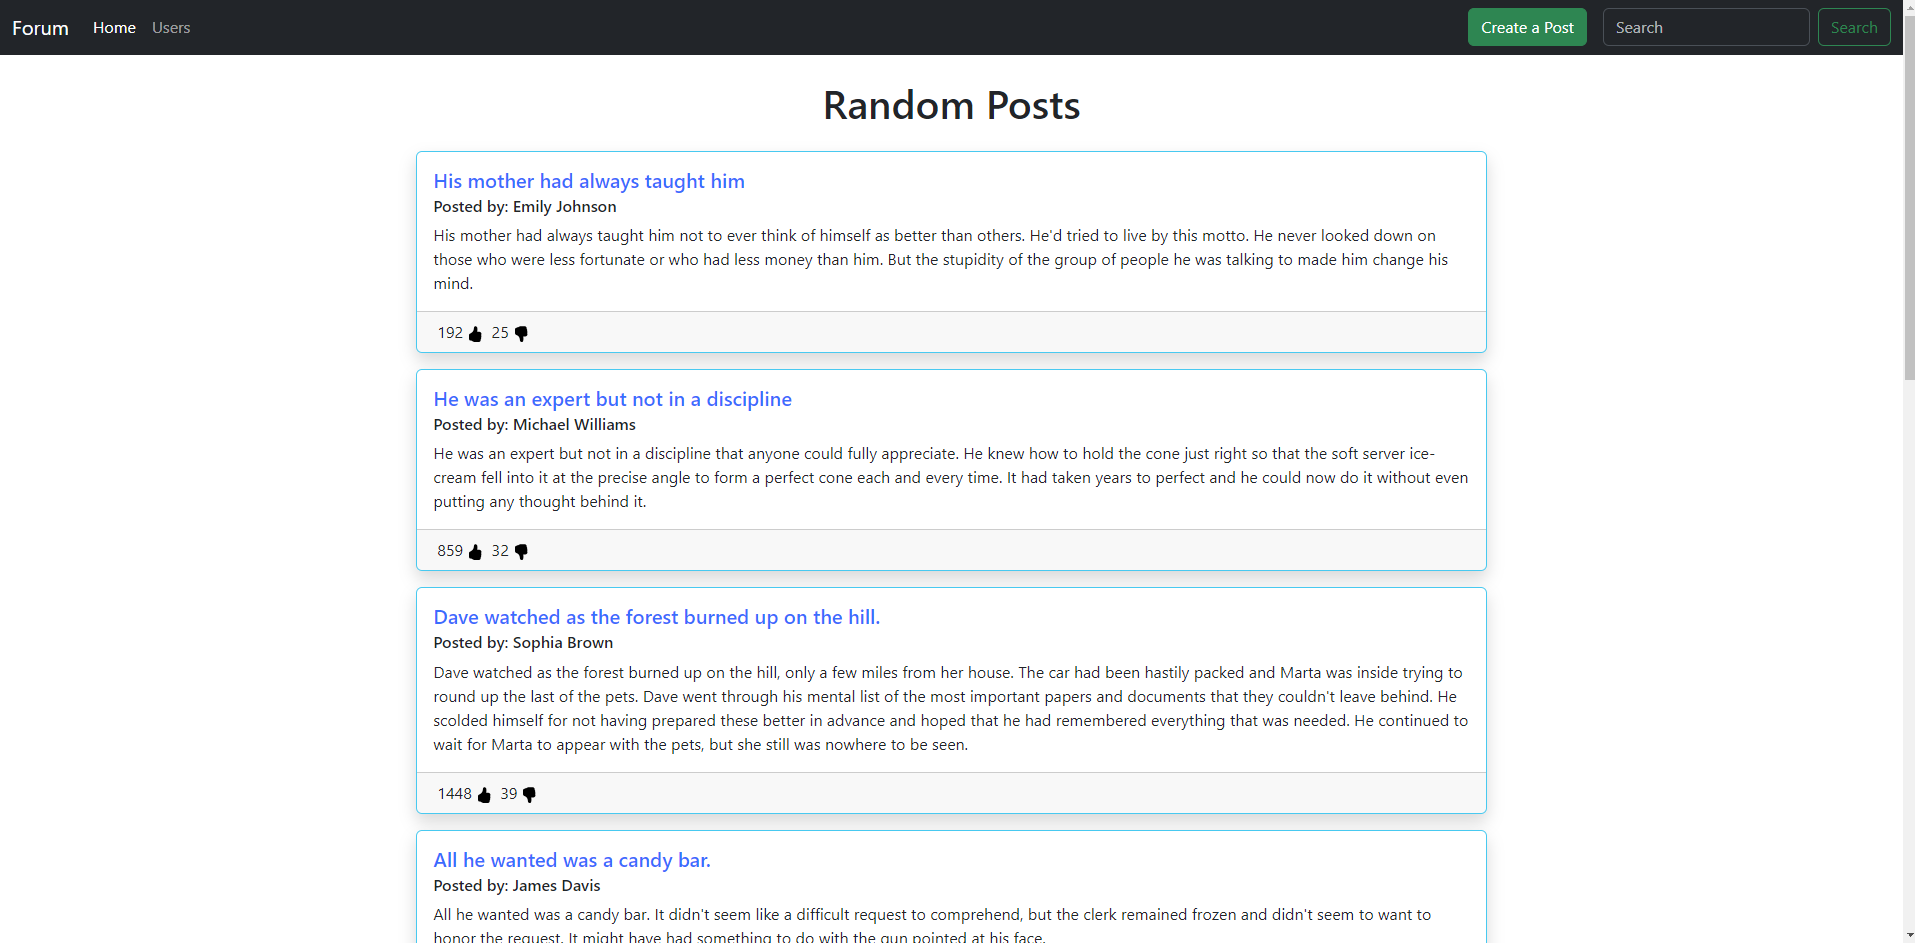 Forum Home Users Create a Post Search Search
Random Posts
His mother had always taught him
Posted by: Emily Johnson
His mother had always taught him not to ever think of himself as better than others. He'd tried to live by this motto. He never looked down on
those who were less fortunate or who had less money than him. But the stupidity of the group of people he was talking to made him change his
mind.
192 25
He was an expert but not in a discipline
Posted by: Michael Williams
He was an expert but not in a discipline that anyone could fully appreciate. He knew how to hold the cone just right so that the soft server ice-
cream fell into it at the precise angle to form a perfect cone each and every time. It had taken years to perfect and he could now do it without even
putting any thought behind it.
859 32
Dave watched as the forest burned up on the hill.
Posted by: Sophia Brown
Dave watched as the forest burned up on the hill, only a few miles from her house. The car had been hastily packed and Marta was inside trying to
round up the last of the pets. Dave went through his mental list of the most important papers and documents that they couldn't leave behind. He
scolded himself for not having prepared these better in advance and hoped that he had remembered everything that was needed. He continued to
wait for Marta to appear with the pets, but she still was nowhere to be seen.
1448 39
All he wanted was a candy bar.
Posted by: James Davis
All he wanted was a candy bar. It didn't seem like a difficult request to comprehend, but the clerk remained frozen and didn't seem to want to
honor the request. It might have had something to do with the gun pointed at his face.